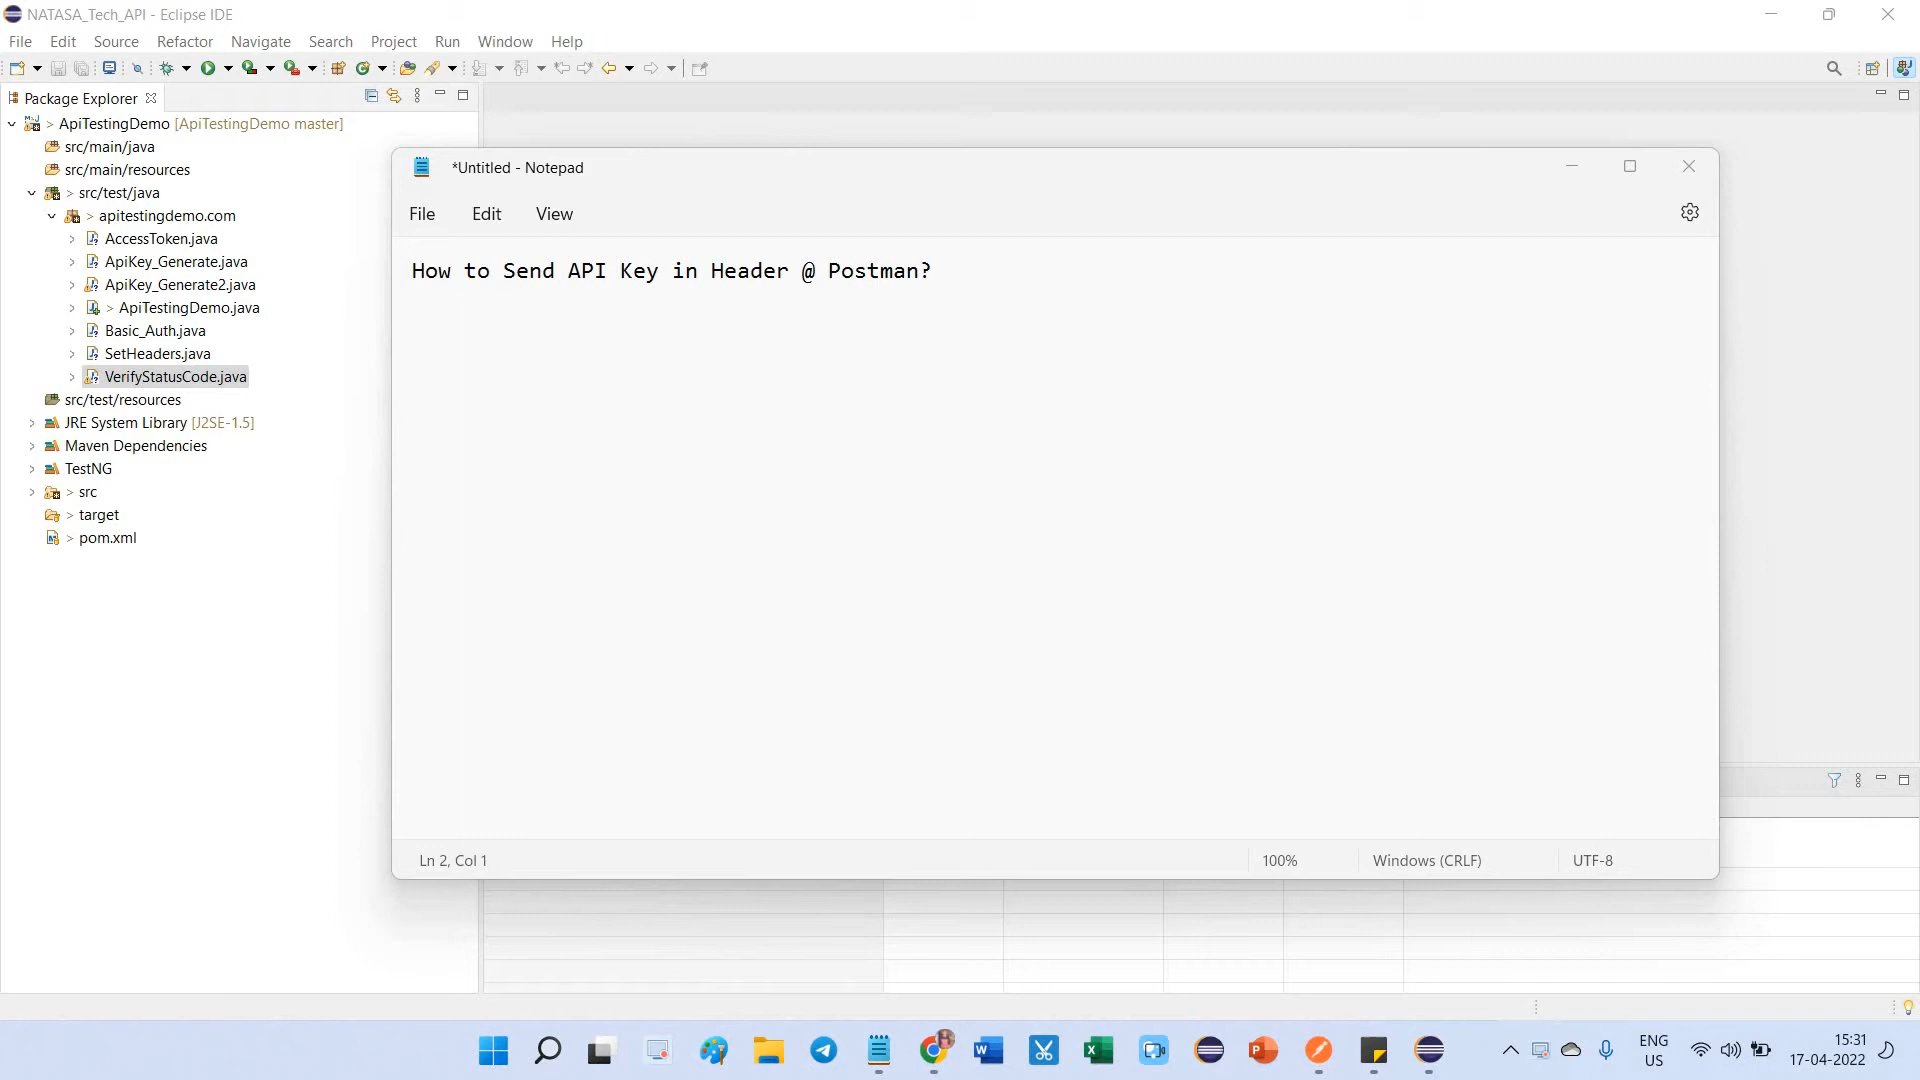 NATASA_Tech_API - Eclipse IDE
File Edit Source Refactor Navigate Search Run Project Window Help
Package Explorer
> ApiTestingDemo [ApiTestingDemo master]
src/main/java
src/main/resources
> src/test/java
> apitestingdemo.com
AccessToken.java
ApiKey_Generate.java
ApiKey_Generate2.java
> ApiTestingDemo.java
Basic_Auth.java
SetHeaders.java
VerifyStatusCode.java
src/test/resources
JRE System Library [J2SE-1.5]
Maven Dependencies
TestNG
> src
> target
> pom.xml
*Untitled - Notepad
File Edit View
How to Send API Key in Header @ Postman?
Ln 2, Col 1 100% Windows (CRLF) UTF-8
ENG
US
15:31
17-04-2022